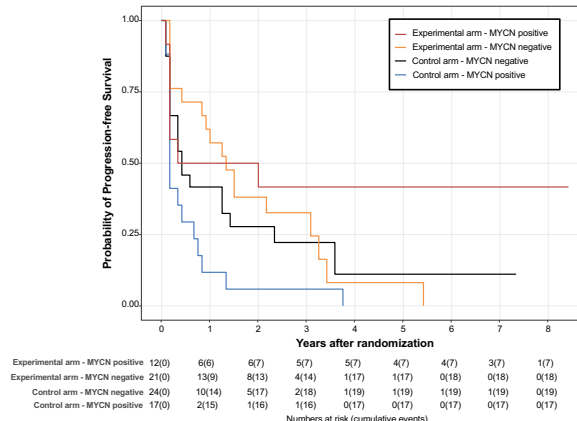 1.00
0.75
0.50
0.25
0.00
Probability of Progression-free Survival
Experimental arm - MYCN positive
Experimental arm - MYCN negative
Control arm - MYCN negative
Control arm - MYCN positive
0 1 2 3 4 5 6 7 8
Years after randomization
Experimental arm - MYCN positive 12(0) 6(6) 6(7) 5(7) 5(7) 4(7) 4(7) 3(7) 1(7)
Experimental arm - MYCN negative 21(0) 13(9) 8(13) 4(14) 1(17) 1(17) 0(18) 0(18) 0(18)
Control arm - MYCN negative 24(0) 10(14) 5(17) 2(18) 1(19) 1(19) 1(19) 1(19) 0(19)
Control arm - MYCN positive 17(0) 2(15) 1(16) 1(16) 0(17) 0(17) 0(17) 0(17) 0(17)
Numbers at risk (cumulative events)